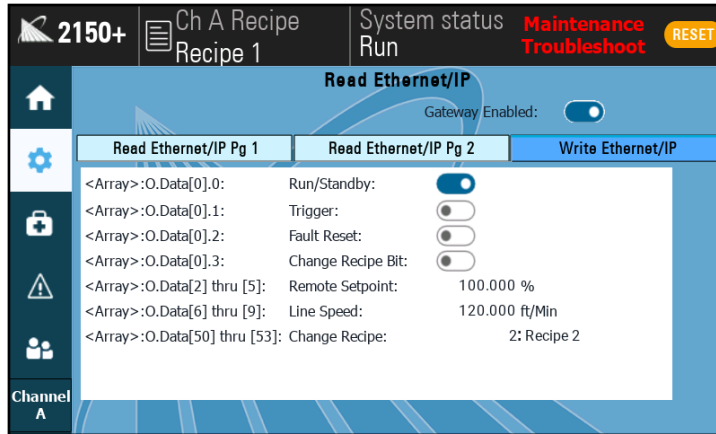 2150+
Ch A Recipe
Recipe 1
System status
Run
Maintenance
Troubleshoot
RESET
Read Ethernet/IP
Gateway Enabled:
Read Ethernet/IP Pg 1
Read Ethernet/IP Pg 2
Write Ethernet/IP
<Array>:O.Data[0].0: Run/Standby:
<Array>:O.Data[0].1: Trigger:
<Array>:O.Data[0].2: Fault Reset:
<Array>:O.Data[0].3: Change Recipe Bit:
<Array>:O.Data[2] thru [5]: Remote Setpoint: 100.000 %
<Array>:O.Data[6] thru [9]: Line Speed: 120.000 ft/Min
<Array>:O.Data[50] thru [53]: Change Recipe: 2: Recipe 2
Channel
A